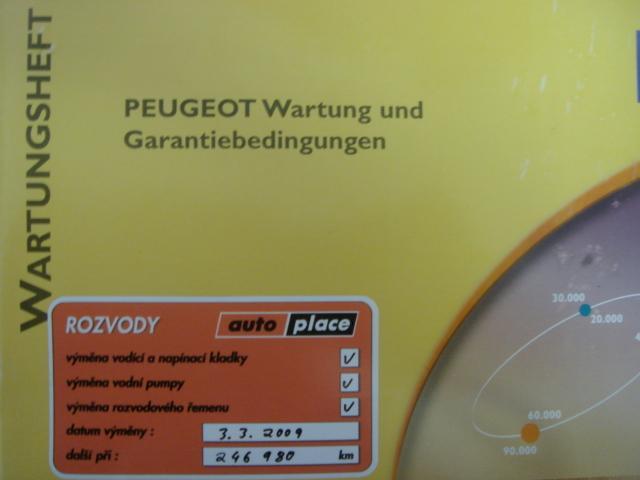 WARTUNGSHEFT
PEUGEOT Wartung und
Garantiebedingungen
ROZVODY auto place
výměna vodící a napínací kladky ✓
výměna vodní pumpy ✓
výměna rozvodového řemenu ✓
datum výměny : 3. 3. 2009
další při : 246 980 km
30.000
20.000
60.000
90.000